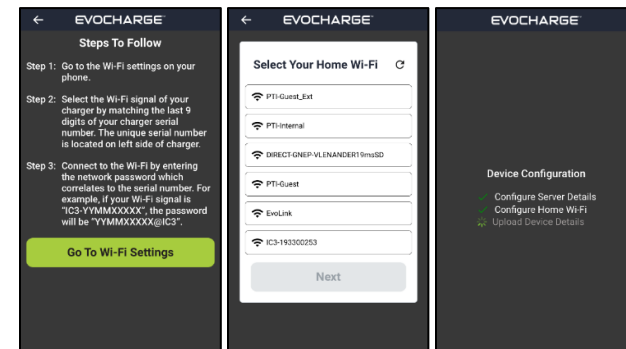 EVOCHARGE
Steps To Follow
Step 1: Go to the Wi-Fi settings on your
phone.
Step 2: Select the Wi-Fi signal of your
charger by matching the last 9
digits of your charger serial
number. The unique serial number
is located on left side of charger.
Step 3: Connect to the Wi-Fi by entering
the network password which
correlates to the serial number. For
example, if your Wi-Fi signal is
"IC3-YYMMXXXXX", the password
will be "YYMMXXXXX@IC3".
Go To Wi-Fi Settings
EVOCHARGE
Select Your Home Wi-Fi
PTI-Guest_Ext
PTI-Internal
DIRECT-GNEP-VLENANDER19msSD
PTI-Guest
EvoLink
IC3-193300253
Next
EVOCHARGE
Device Configuration
Configure Server Details
Configure Home Wi-Fi
Upload Device Details